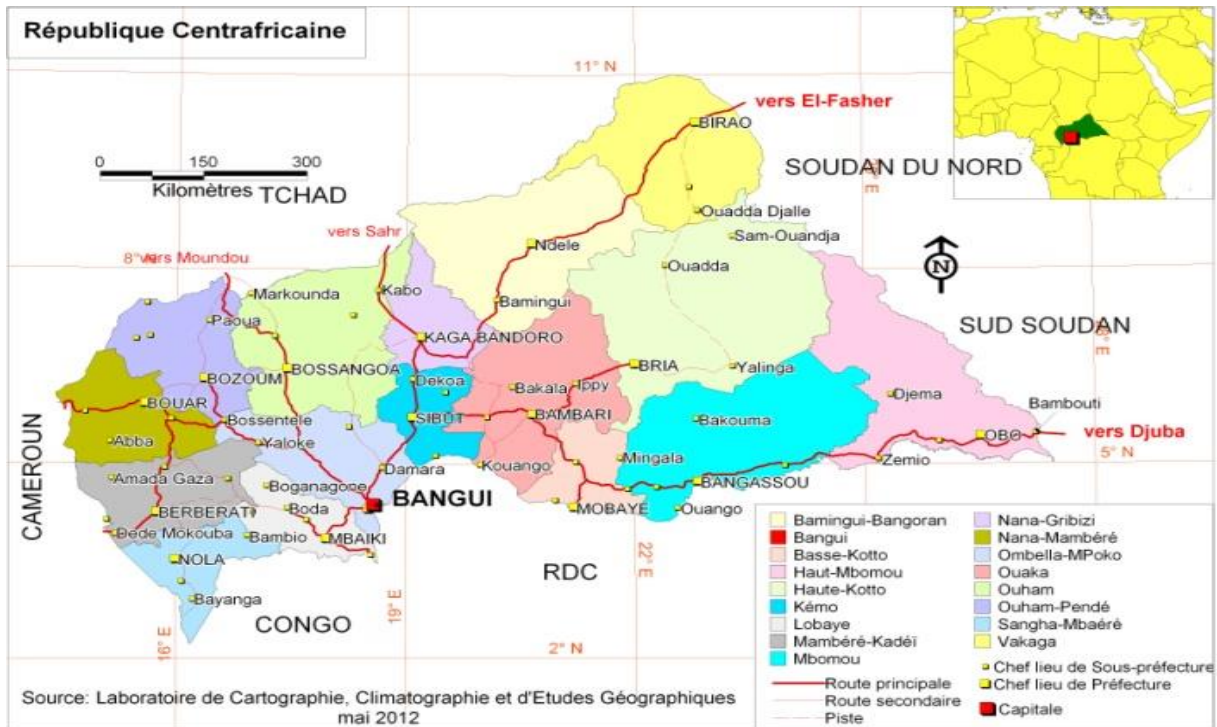 République Centrafricaine
11° N
vers El-Fasher
BIRAO
SOUDAN DU NORD
0 150 300
Kilomètres
TCHAD
Ouadda Djalle
vers Sahr
Sam-Ouandja
Ndele
8° N
vers Moundou
Ouadda
N
Markounda
Kabo
Bamingui
Paoua
KAGA BANDORO
SUD SOUDAN
BOZOUM
BOSSANGOA
Dekoa
BRIA
Yalinga
Bakala
Ippy
Djema
BOUAR
SIBUT
BAMBARI
Bakouma
Bambouti
Bossentele
OBO
vers Djuba
Abba
Yaloke
Mingala
Zemio
5° N
CAMEROUN
Amada Gaza
Damara
Kouango
Boganagone
BANGUI
BANGASSOU
BERBERATI
Boda
MOBAYE
Ouango
Dede Mokouba
Bambio
MBAIKI
NOLA
RDC
22° E
Bayanga
CONGO
19° E
16° E
2° N
Bamingui-Bangoran
Bangui
Basse-Kotto
Haut-Mbomou
Haute-Kotto
Kémo
Lobaye
Mambéré-Kadéï
Mbomou
Nana-Gribizi
Nana-Mambéré
Ombella-MPoko
Ouaka
Ouham
Ouham-Pendé
Sangha-Mbaéré
Vakaga
Route principale
Route secondaire
Piste
Chef lieu de Sous-préfecture
Chef lieu de Préfecture
Capitale
Source: Laboratoire de Cartographie, Climatographie et d'Etudes Géographiques
mai 2012